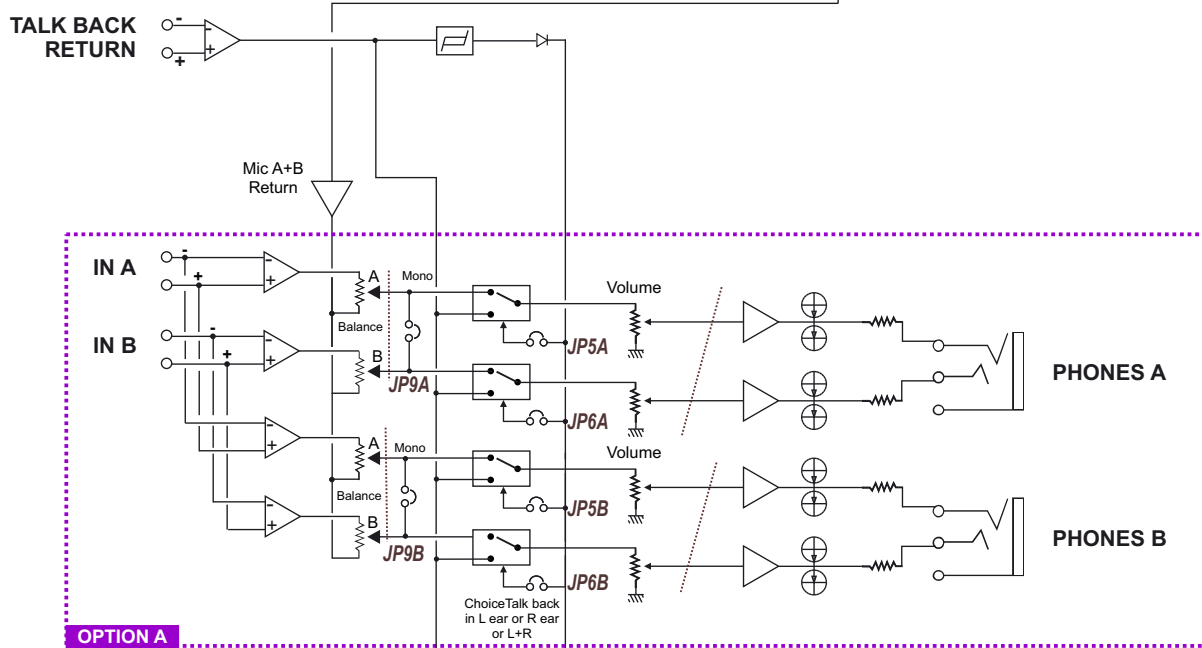 TALK BACK
RETURN
-
-
+
+
Mic A+B
Return
IN A
-
+
-
+
A
Mono
Balance
Volume
JP5A
IN B
-
+
-
+
B
JP9A
JP6A
PHONES A
-
+
A
Mono
Balance
Volume
JP5B
-
+
B
JP9B
JP6B
PHONES B
ChoiceTalk back
in L ear or R ear
or L+R
OPTION A